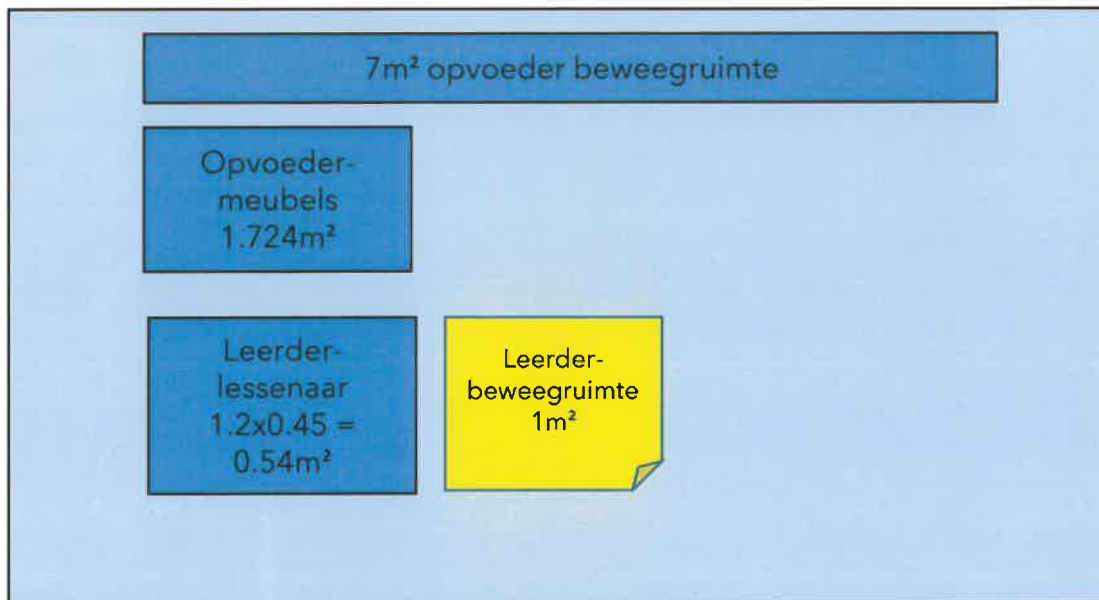 7m² opvoeder beweegruimte
Opvoeder-
meubels
1.724m²
Leerder-
lessenaar
1.2x0.45 =
0.54m²
Leerder-
beweegruimte
1m²